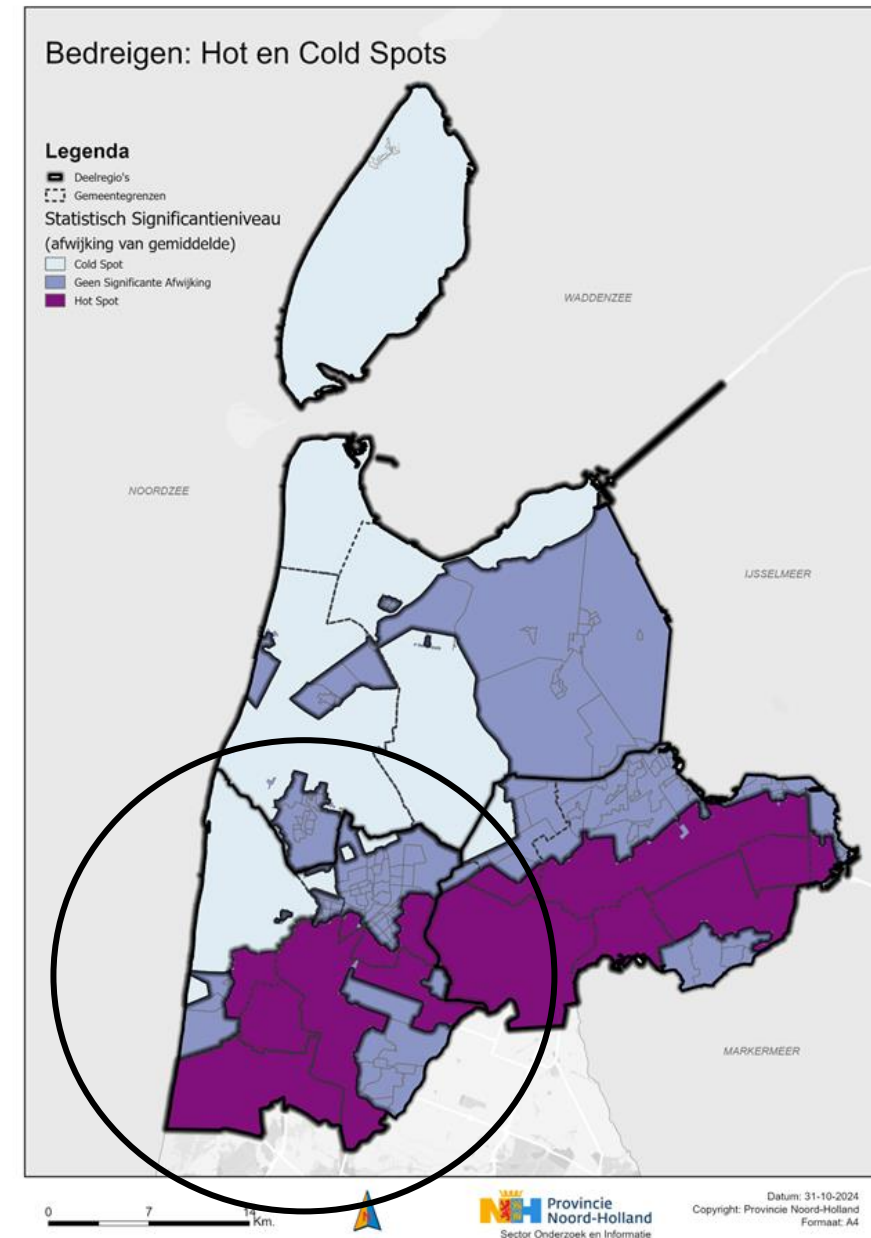 Bedreigen: Hot en Cold Spots
Legenda
Deelregio's
Gemeentegrenzen
Statistisch Significantieniveau
(afwijking van gemiddelde)
Cold Spot
Geen Significante Afwijking
Hot Spot
WADDENZEE
NOORDZEE
IJSSELMEER
MARKERMEER
0 7 14 Km.
Provincie
Noord-Holland
Sector Onderzoek en Informatie
Datum: 31-10-2024
Copyright: Provincie Noord-Holland
Formaat: A4